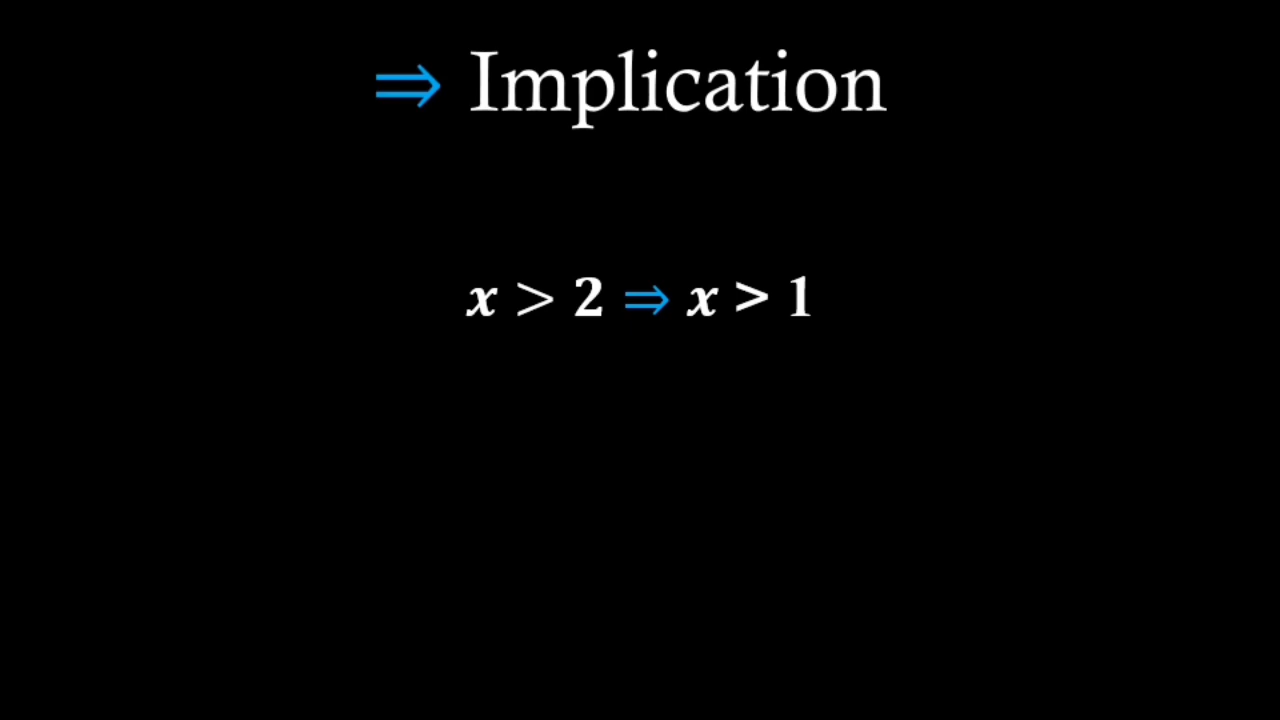 ⇒ Implication
x > 2 ⇒ x > 1